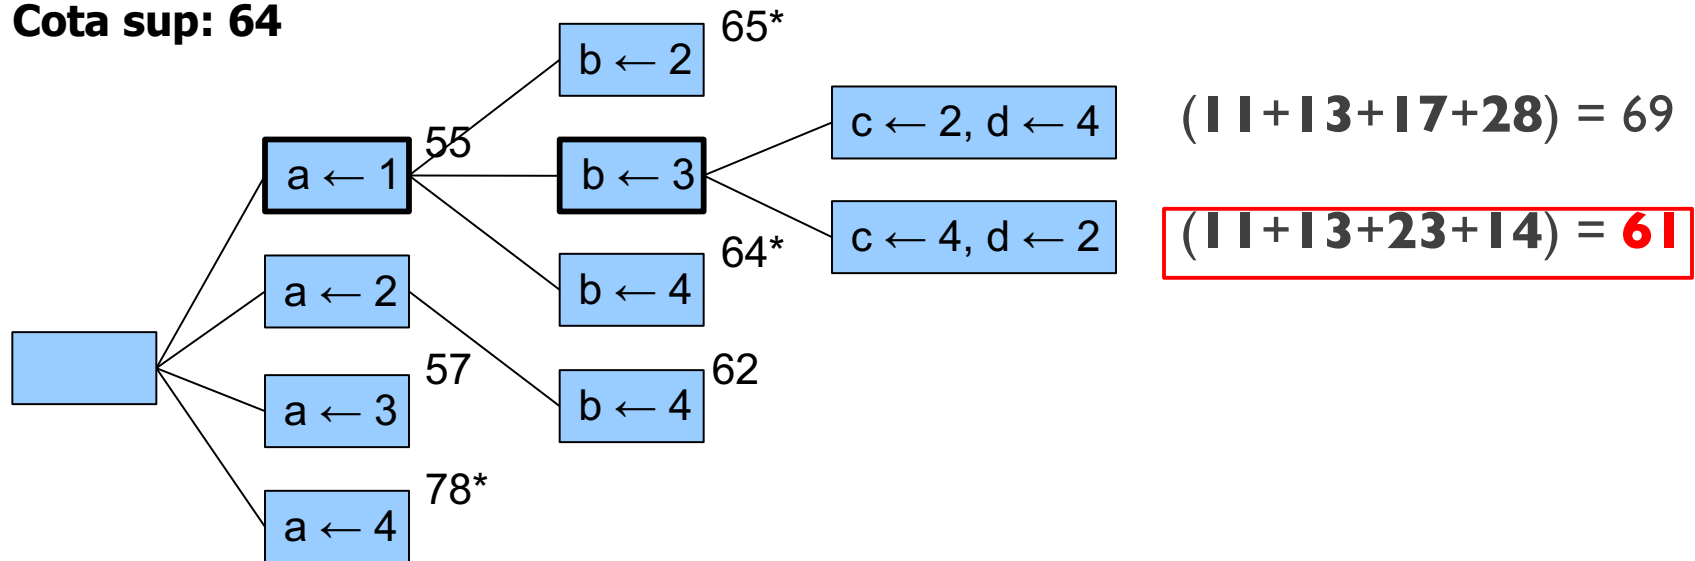 Cota sup: 64
65*
b ← 2
c ← 2, d ← 4
(11+13+17+28) = 69
55
a ← 1
b ← 3
c ← 4, d ← 2
(11+13+23+14) = 61
64*
a ← 2
b ← 4
57
62
a ← 3
b ← 4
78*
a ← 4